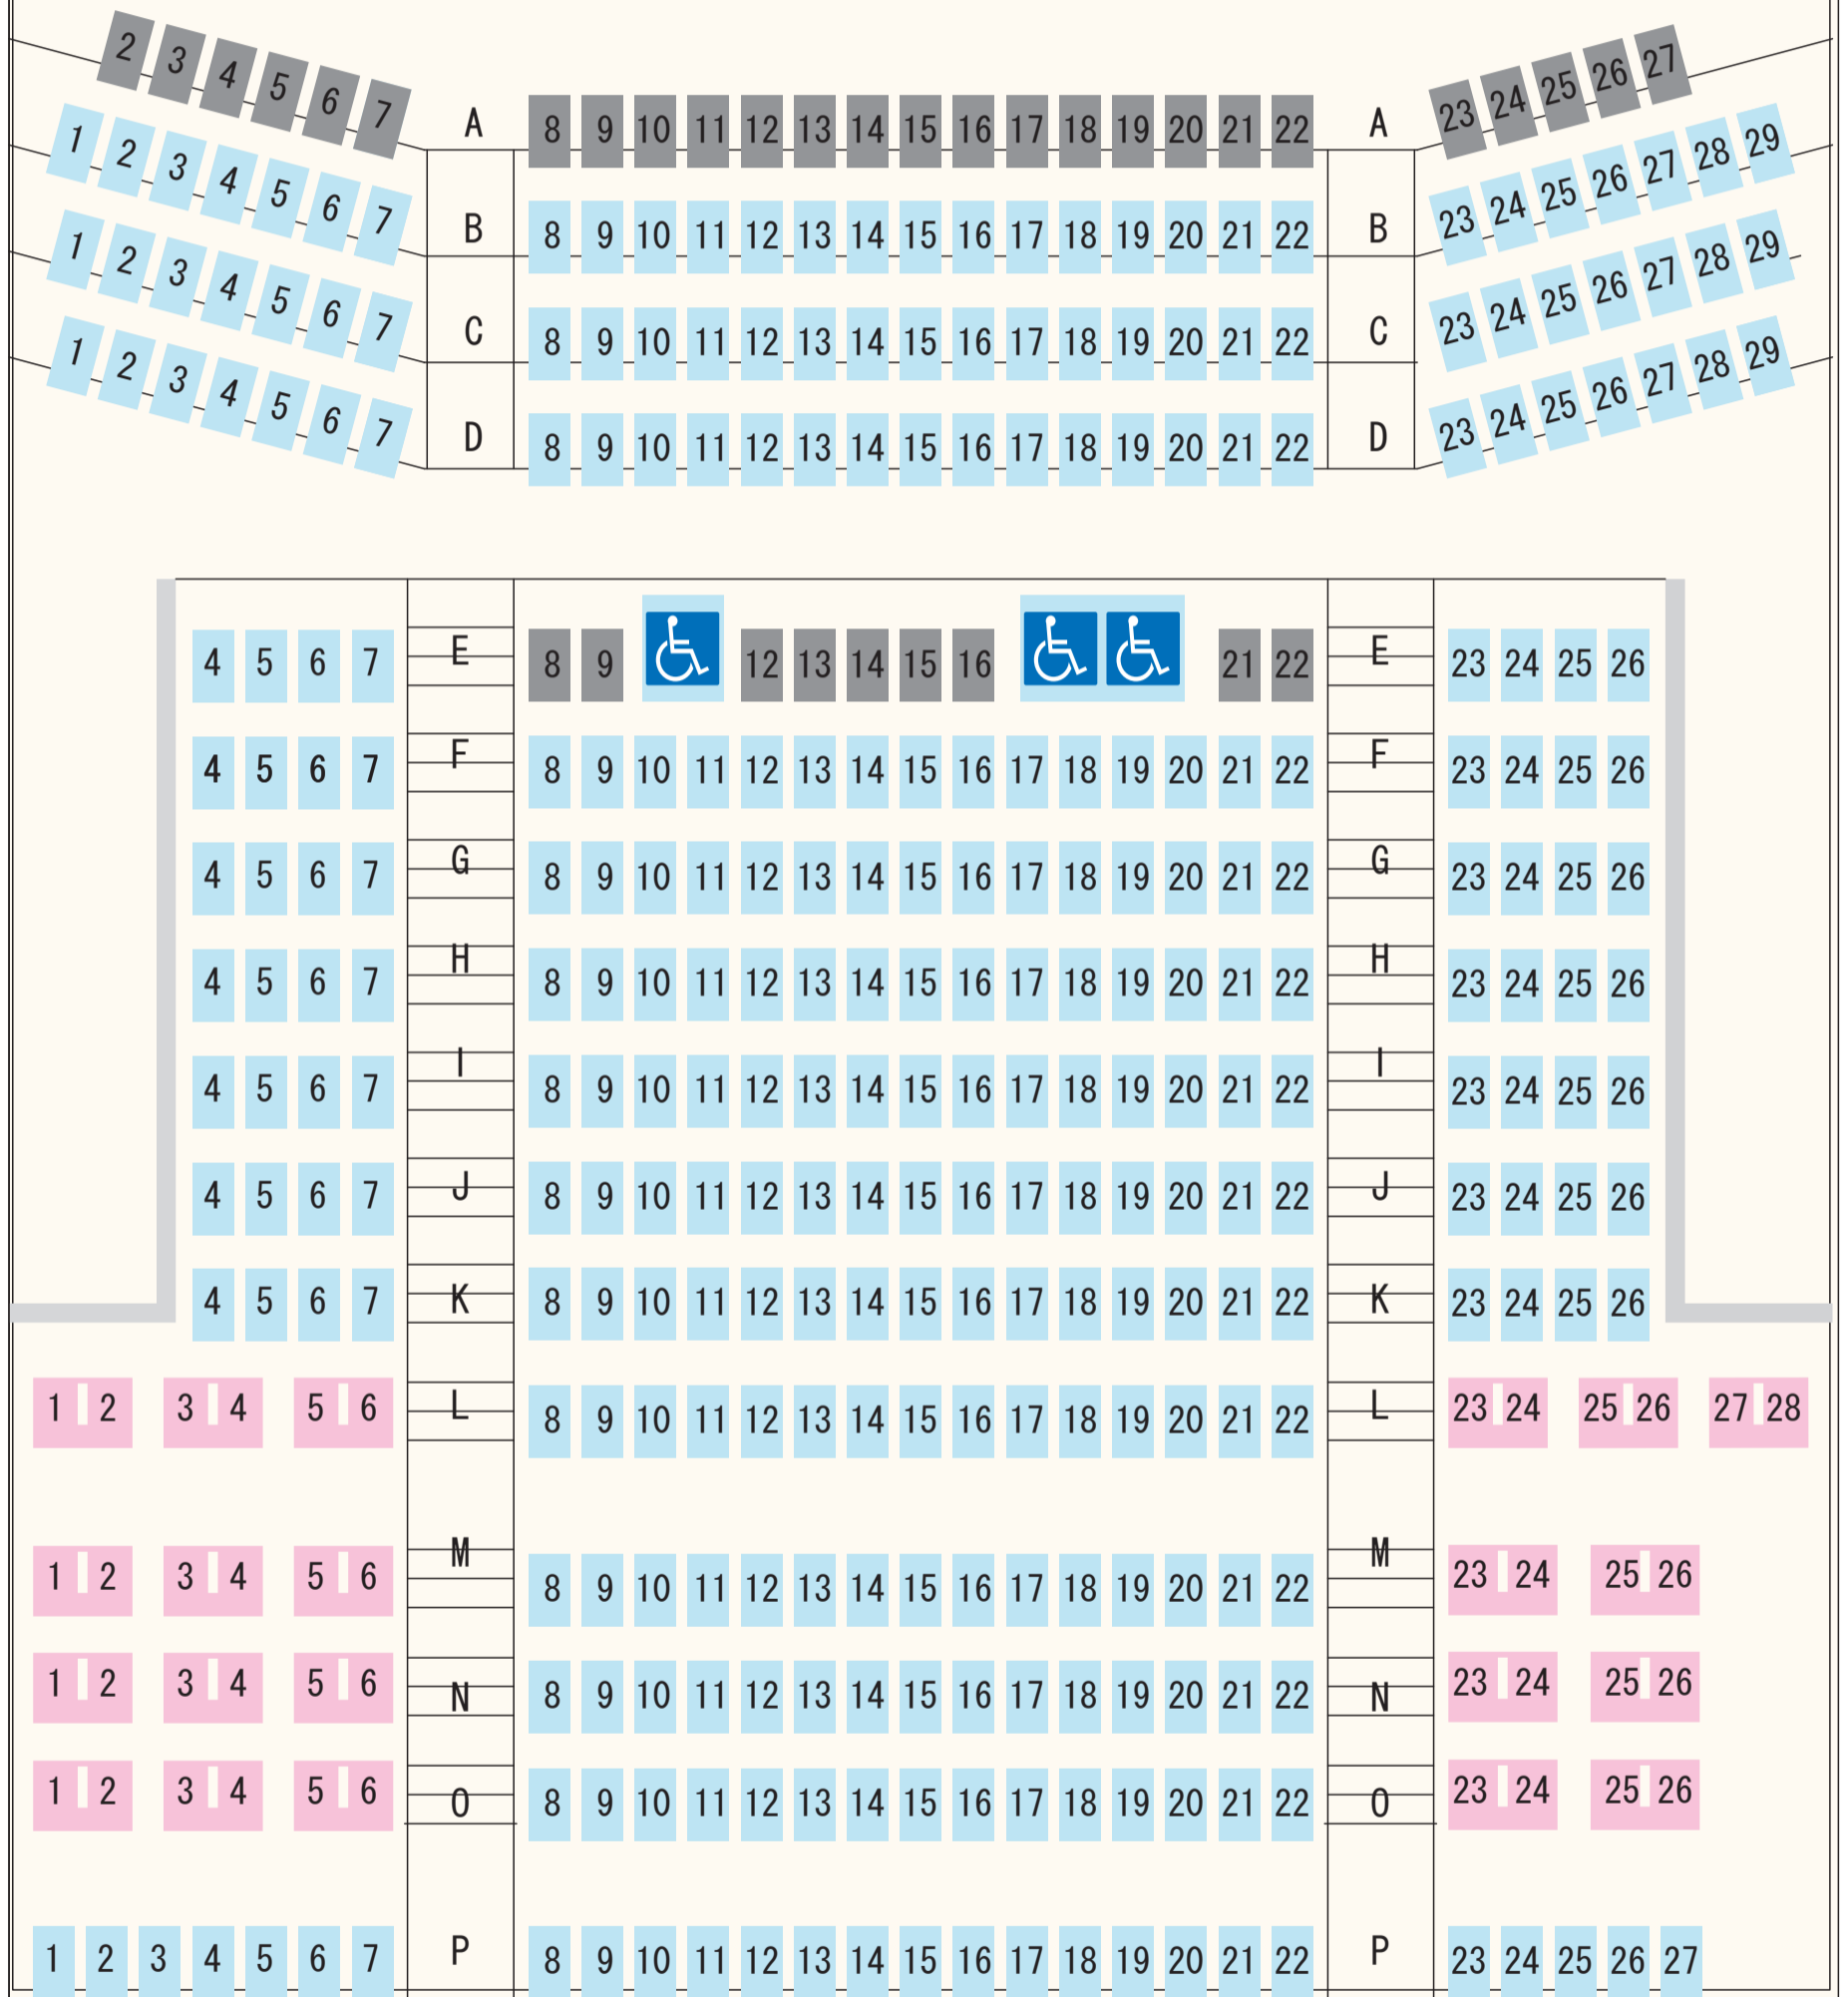 2 3 4 5 6 7 A 8 9 10 11 12 13 14 15 16 17 18 19 20 21 22 A 23 24 25 26 27
1 2 3 4 5 6 7 B 8 9 10 11 12 13 14 15 16 17 18 19 20 21 22 B 23 24 25 26 27 28 29
1 2 3 4 5 6 7 C 8 9 10 11 12 13 14 15 16 17 18 19 20 21 22 C 23 24 25 26 27 28 29
1 2 3 4 5 6 7 D 8 9 10 11 12 13 14 15 16 17 18 19 20 21 22 D 23 24 25 26 27 28 29
4 5 6 7 E 8 9 12 13 14 15 16 21 22 E 23 24 25 26
4 5 6 7 F 8 9 10 11 12 13 14 15 16 17 18 19 20 21 22 F 23 24 25 26
4 5 6 7 G 8 9 10 11 12 13 14 15 16 17 18 19 20 21 22 G 23 24 25 26
4 5 6 7 H 8 9 10 11 12 13 14 15 16 17 18 19 20 21 22 H 23 24 25 26
4 5 6 7 I 8 9 10 11 12 13 14 15 16 17 18 19 20 21 22 I 23 24 25 26
4 5 6 7 J 8 9 10 11 12 13 14 15 16 17 18 19 20 21 22 J 23 24 25 26
4 5 6 7 K 8 9 10 11 12 13 14 15 16 17 18 19 20 21 22 K 23 24 25 26
1 2 3 4 5 6 L 8 9 10 11 12 13 14 15 16 17 18 19 20 21 22 L 23 24 25 26 27 28
1 2 3 4 5 6 M 8 9 10 11 12 13 14 15 16 17 18 19 20 21 22 M 23 24 25 26
1 2 3 4 5 6 N 8 9 10 11 12 13 14 15 16 17 18 19 20 21 22 N 23 24 25 26
1 2 3 4 5 6 O 8 9 10 11 12 13 14 15 16 17 18 19 20 21 22 O 23 24 25 26
1 2 3 4 5 6 7 P 8 9 10 11 12 13 14 15 16 17 18 19 20 21 22 P 23 24 25 26 27